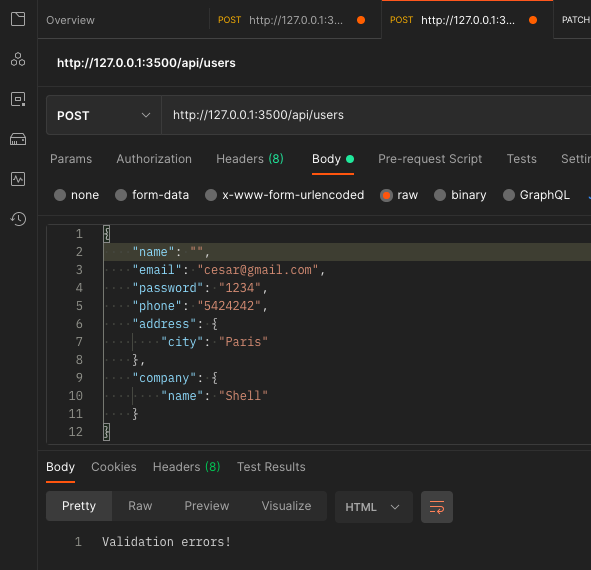 Overview
POST http://127.0.0.1:3...
POST http://127.0.0.1:3...
PATCH
http://127.0.0.1:3500/api/users
POST http://127.0.0.1:3500/api/users
Params Authorization Headers (8) Body Pre-request Script Tests Settin
none form-data x-www-form-urlencoded raw binary GraphQL
1 {
2 "name": "",
3 "email": "cesar@gmail.com",
4 "password": "1234",
5 "phone": "5424242",
6 "address": {
7 "city": "Paris"
8 },
9 "company": {
10 "name": "Shell"
11 }
12 }
Body Cookies Headers (8) Test Results
Pretty Raw Preview Visualize HTML
1 Validation errors!